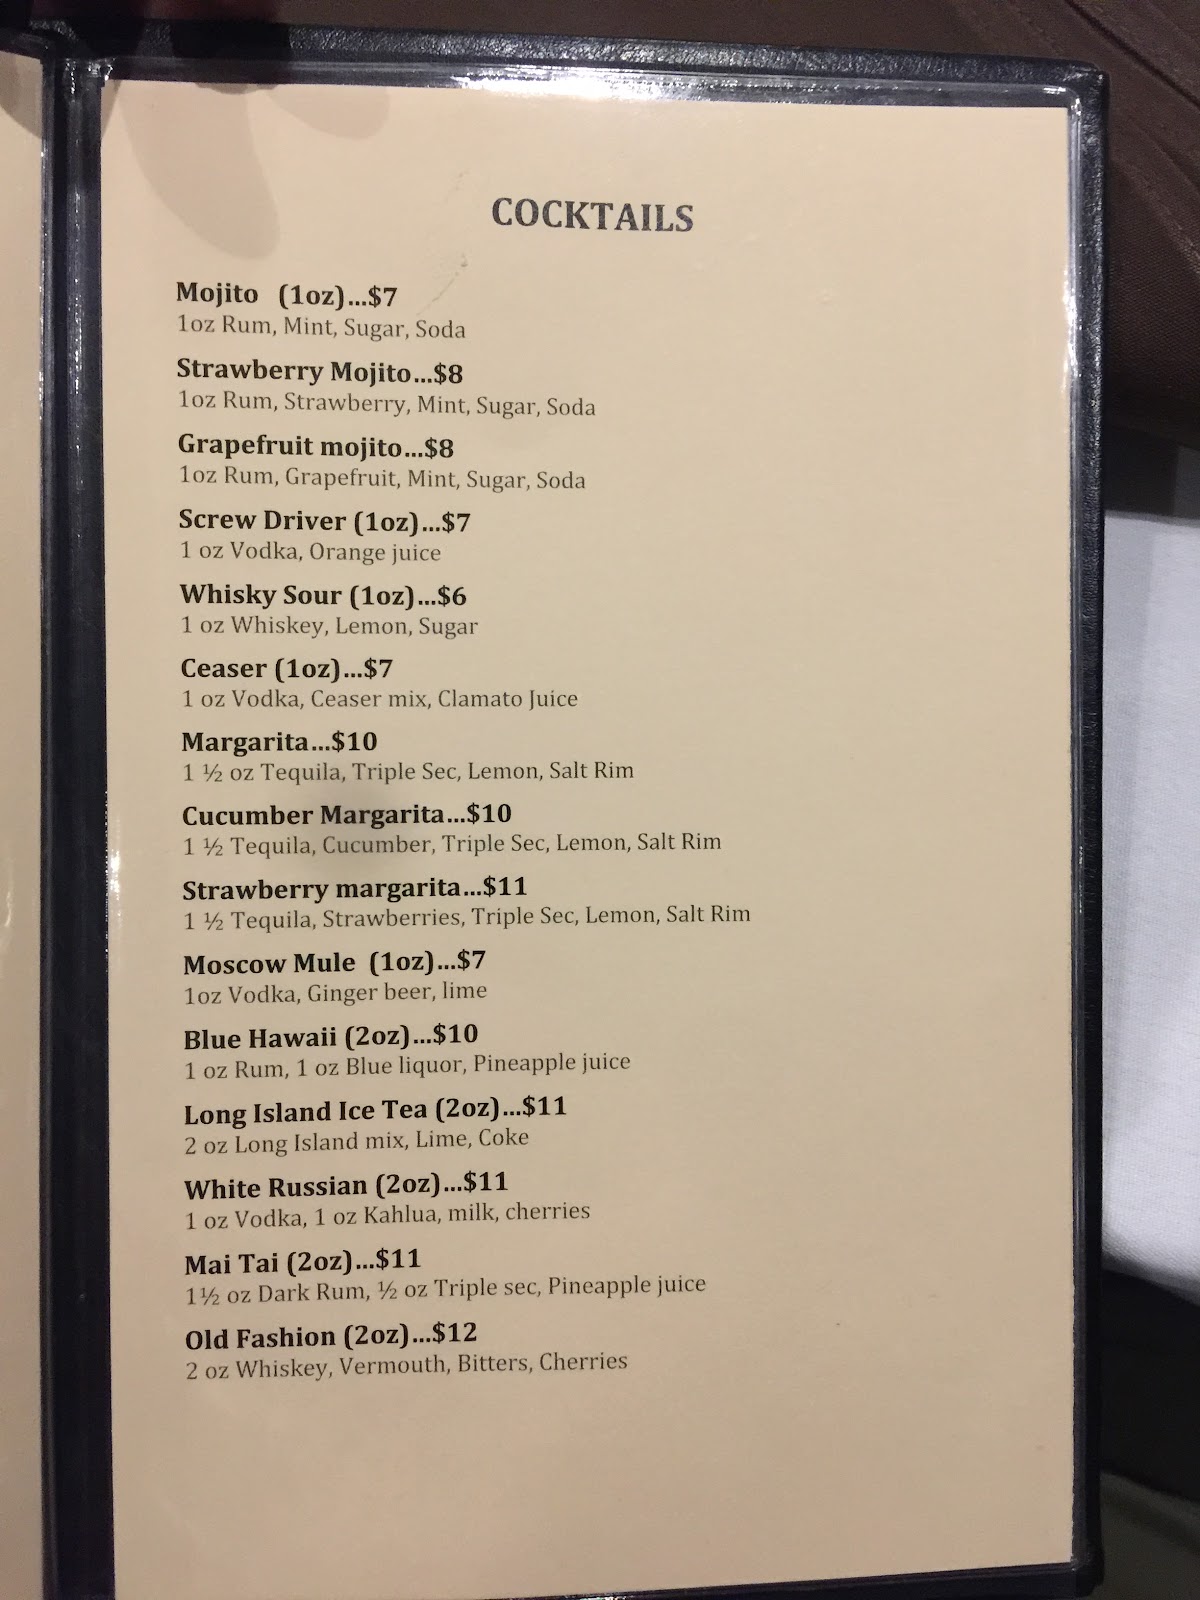 COCKTAILS
Mojito (1oz)...$7
1oz Rum, Mint, Sugar, Soda
Strawberry Mojito...$8
1oz Rum, Strawberry, Mint, Sugar, Soda
Grapefruit mojito...$8
1oz Rum, Grapefruit, Mint, Sugar, Soda
Screw Driver (1oz)...$7
1 oz Vodka, Orange juice
Whisky Sour (1oz)...$6
1 oz Whiskey, Lemon, Sugar
Ceaser (1oz)...$7
1 oz Vodka, Ceaser mix, Clamato Juice
Margarita...$10
1 ½ oz Tequila, Triple Sec, Lemon, Salt Rim
Cucumber Margarita...$10
1 ½ Tequila, Cucumber, Triple Sec, Lemon, Salt Rim
Strawberry margarita...$11
1 ½ Tequila, Strawberries, Triple Sec, Lemon, Salt Rim
Moscow Mule (1oz)...$7
1oz Vodka, Ginger beer, lime
Blue Hawaii (2oz)...$10
1 oz Rum, 1 oz Blue liquor, Pineapple juice
Long Island Ice Tea (2oz)...$11
2 oz Long Island mix, Lime, Coke
White Russian (2oz)...$11
1 oz Vodka, 1 oz Kahlua, milk, cherries
Mai Tai (2oz)...$11
1½ oz Dark Rum, ½ oz Triple sec, Pineapple juice
Old Fashion (2oz)...$12
2 oz Whiskey, Vermouth, Bitters, Cherries